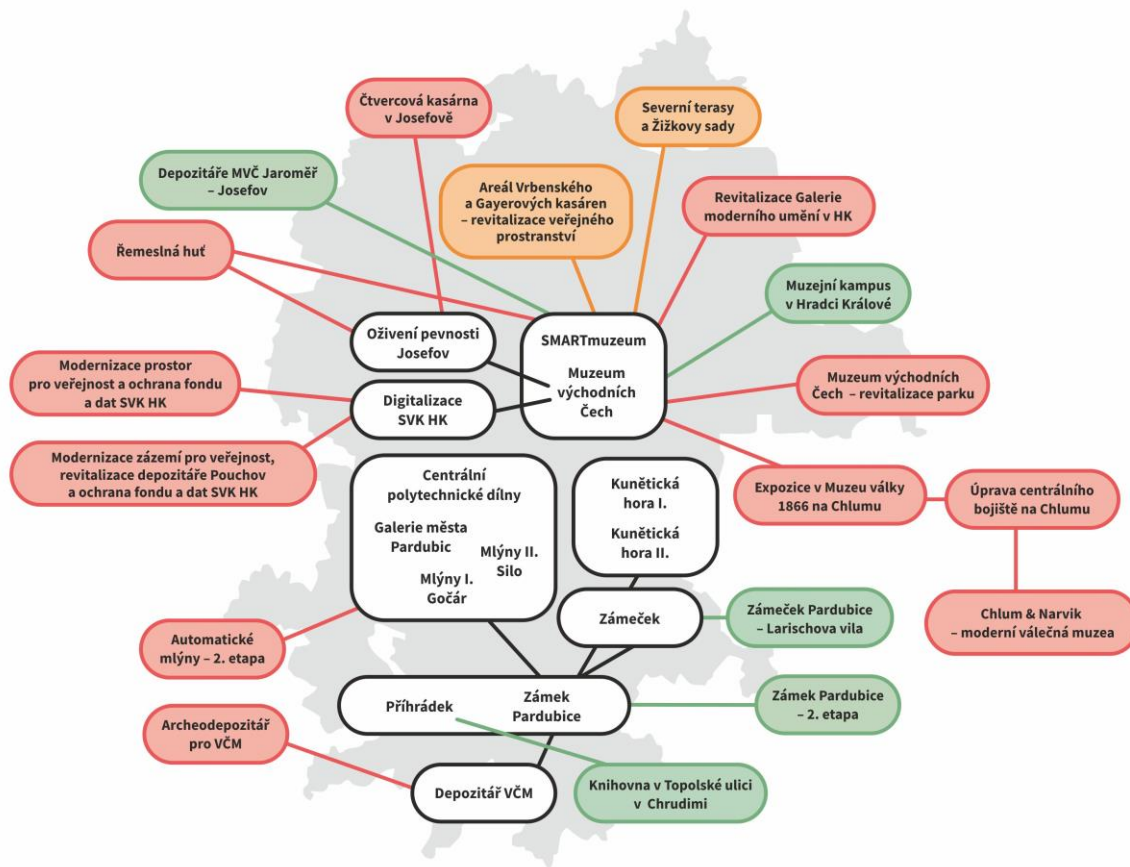 Čtvercová kasárna
v Josefově
Severní terasy
a Žižkovy sady
Depozitáře MVČ Jaroměř
– Josefov
Areál Vrbenského
a Gayerových kasáren
– revitalizace veřejného
prostranství
Revitalizace Galerie
moderního umění v HK
Řemeslná huť
Muzejní kampus
v Hradci Králové
Oživení pevnosti
Josefov
SMARTmuzeum
Muzeum
východních
Čech
Modernizace prostor
pro veřejnost a ochrana fondu
a dat SVK HK
Digitalizace
SVK HK
Muzeum východních
Čech – revitalizace parku
Modernizace zázemí pro veřejnost,
revitalizace depozitáře Pouchov
a ochrana fondu a dat SVK HK
Centrální
polytechnické dílny
Galerie města
Pardubic
Mlýny II.
Silo
Mlýny I.
Gočár
Kunětická
hora I.
Kunětická
hora II.
Expozice v Muzeu války
1866 na Chlumu
Úprava centrálního
bojiště na Chlumu
Zámeček
Zámeček Pardubice
– Larischova vila
Chlum & Narvik
– moderní válečná muzea
Automatické
mlýny – 2. etapa
Příhrádek
Zámek
Pardubice
Zámek Pardubice
– 2. etapa
Archeodepozitář
pro VČM
Depozitář VČM
Knihovna v Topolské ulici
v Chrudimi